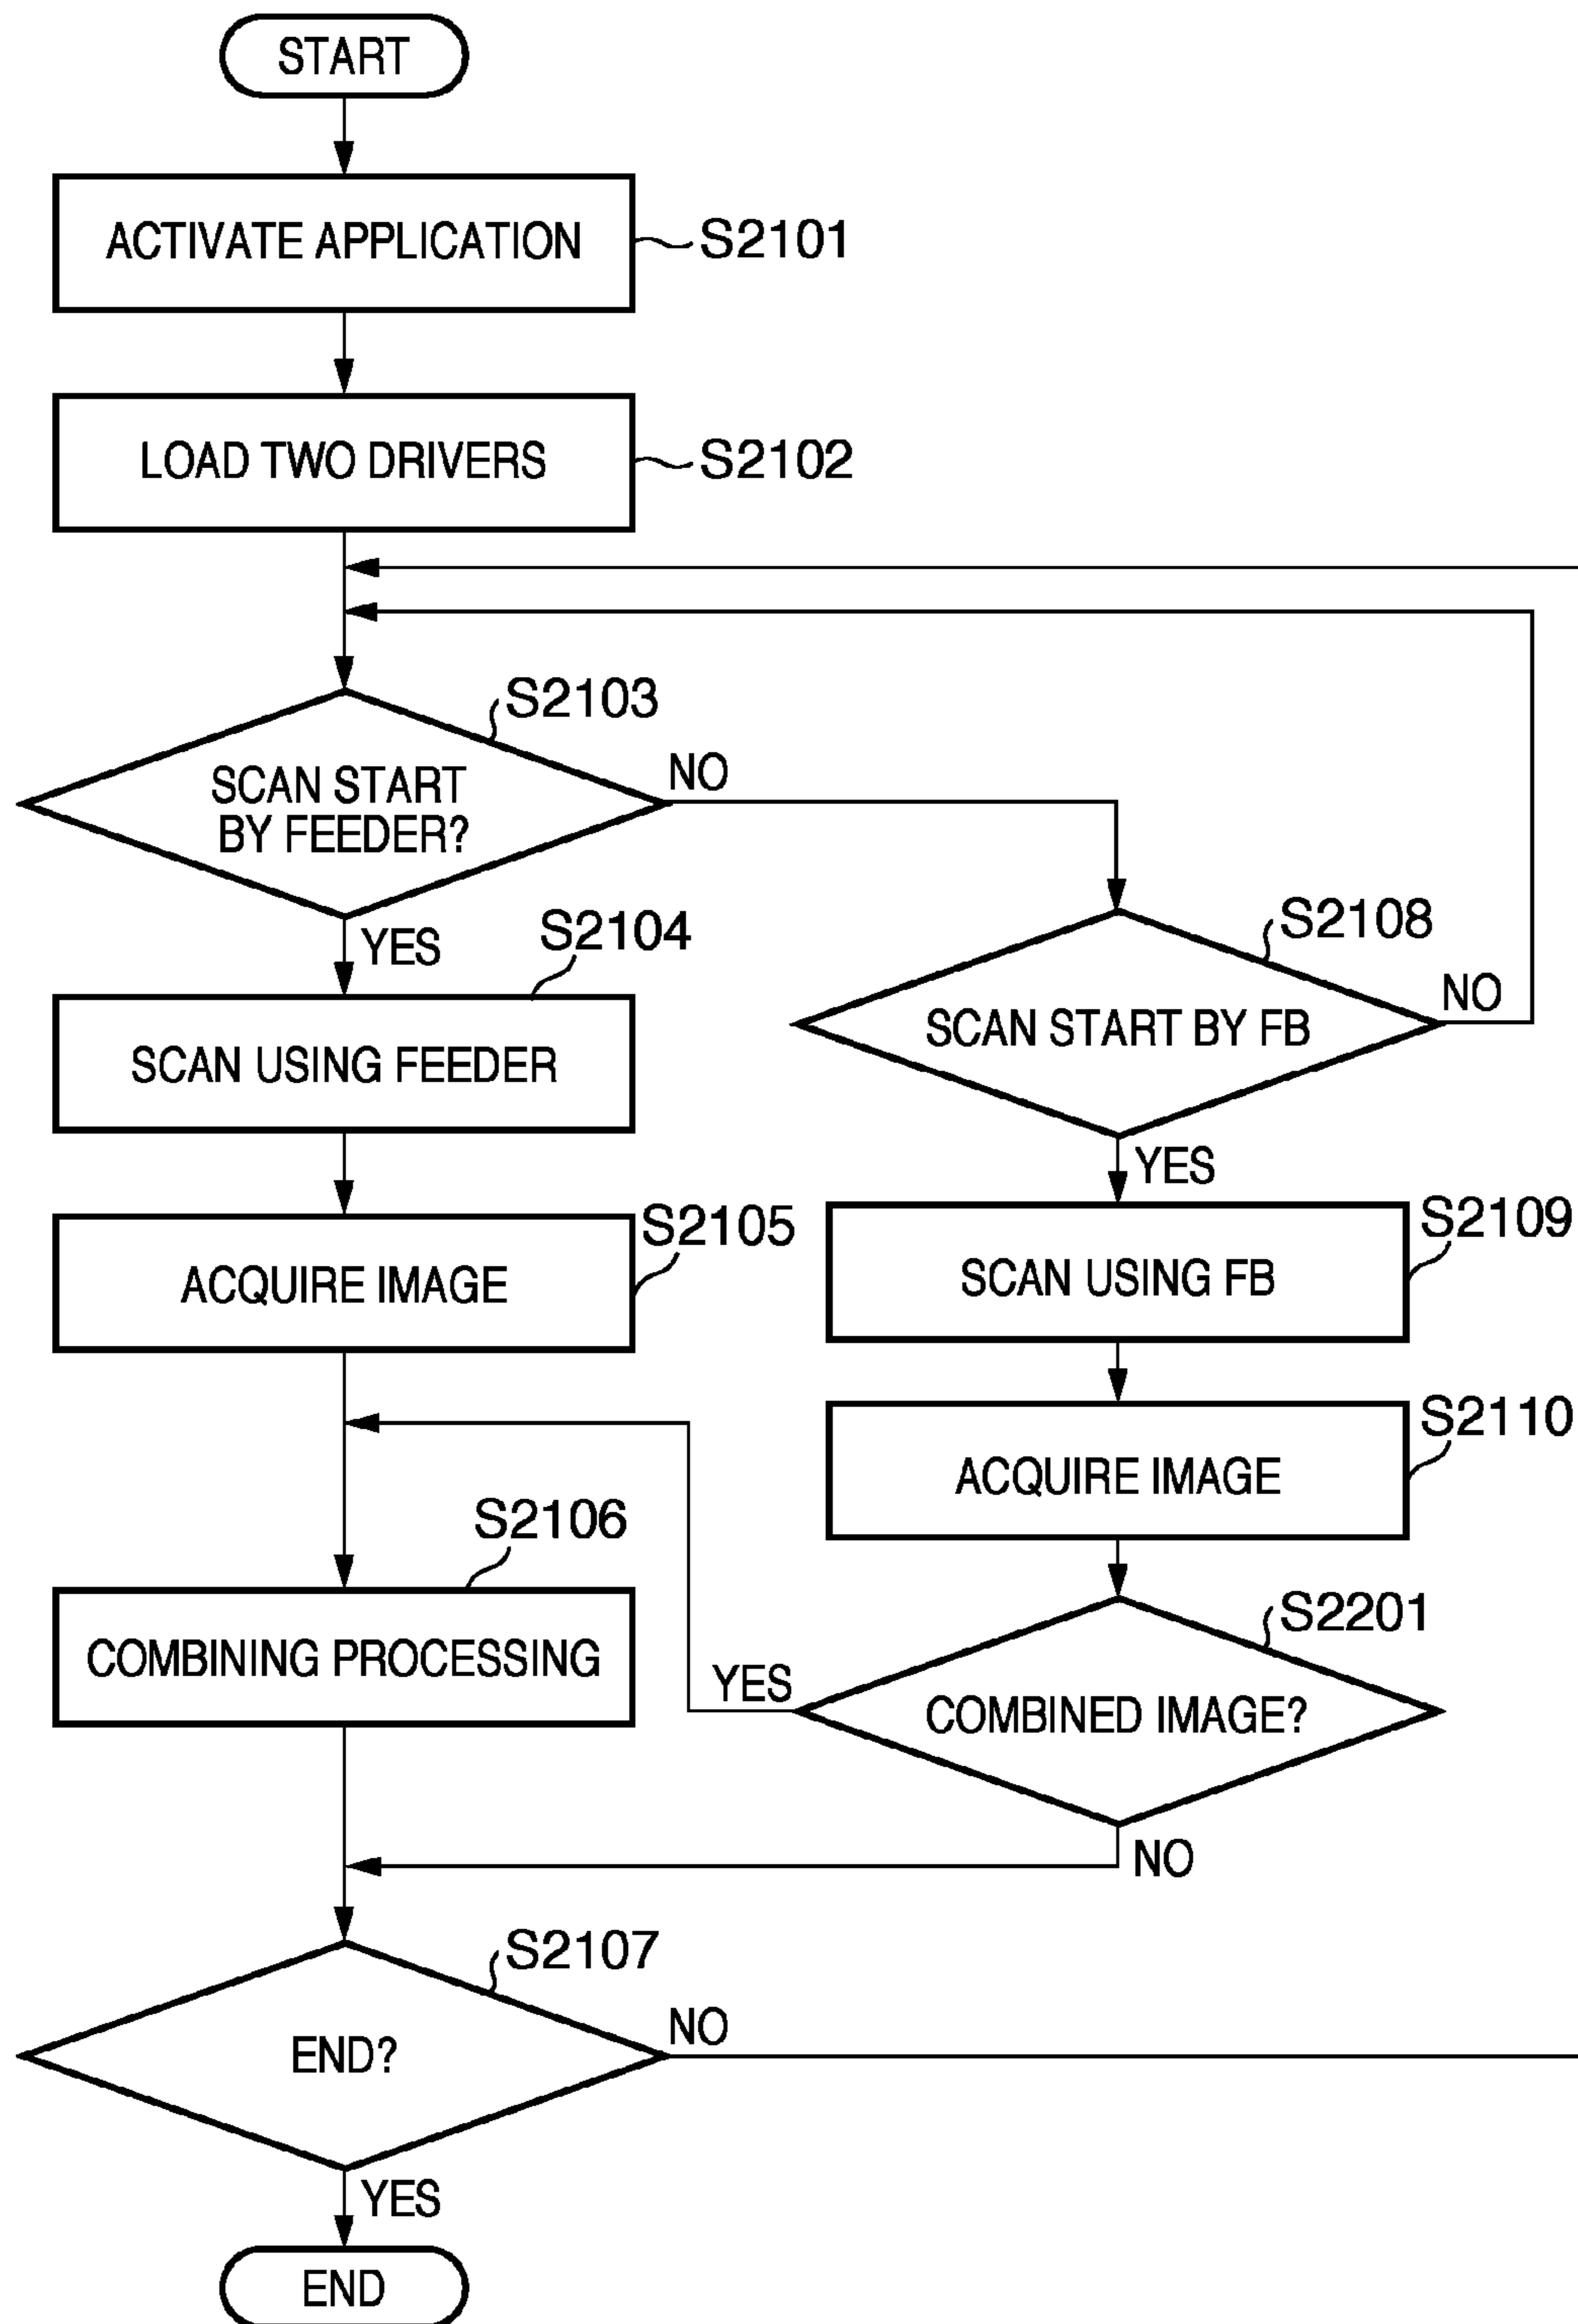 START
ACTIVATE APPLICATION
S2101
LOAD TWO DRIVERS
S2102
S2103
SCAN START
BY FEEDER?
NO
YES
S2104
SCAN USING FEEDER
S2105
ACQUIRE IMAGE
S2108
SCAN START BY FB
NO
YES
S2109
SCAN USING FB
S2110
ACQUIRE IMAGE
S2201
COMBINED IMAGE?
YES
NO
S2106
COMBINING PROCESSING
S2107
END?
NO
YES
END